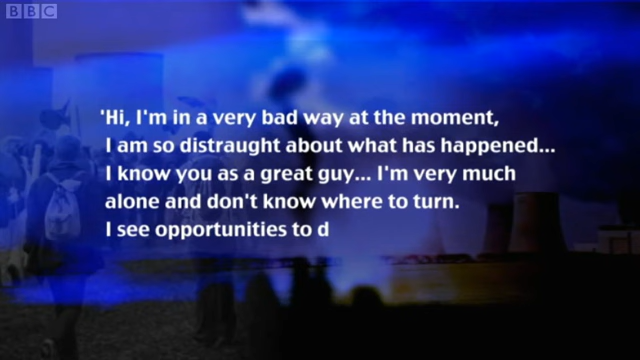 BBC
'Hi, I'm in a very bad way at the moment,
I am so distraught about what has happened...
I know you as a great guy... I'm very much
alone and don't know where to turn.
I see opportunities to d